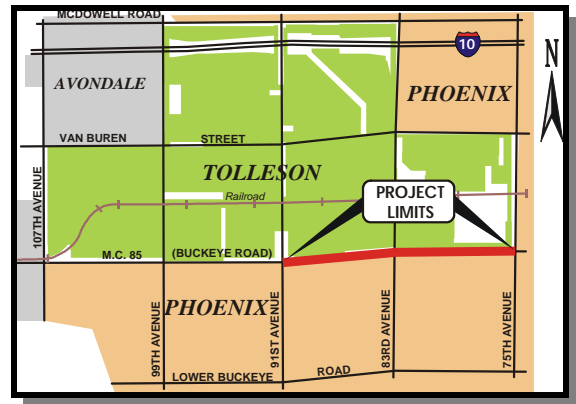 MCDOWELL ROAD
10
N
AVONDALE
PHOENIX
VAN BUREN
STREET
TOLLESON
Railroad
PROJECT
LIMITS
107TH AVENUE
M.C. 85
(BUCKEYE ROAD)
PHOENIX
99TH AVENUE
91ST AVENUE
83RD AVENUE
75TH AVENUE
LOWER BUCKEYE
ROAD